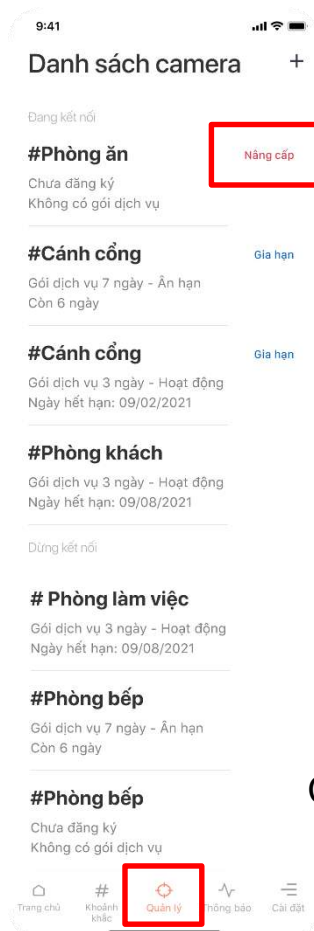 9:41
Danh sách camera +
Đang kết nối
#Phòng ăn Nâng cấp
Chưa đăng ký
Không có gói dịch vụ
#Cánh cổng Gia hạn
Gói dịch vụ 7 ngày - Ân hạn
Còn 6 ngày
#Cánh cổng Gia hạn
Gói dịch vụ 3 ngày - Hoạt động
Ngày hết hạn: 09/02/2021
#Phòng khách
Gói dịch vụ 3 ngày - Hoạt động
Ngày hết hạn: 09/08/2021
Dừng kết nối
# Phòng làm việc
Gói dịch vụ 3 ngày - Hoạt động
Ngày hết hạn: 09/08/2021
#Phòng bếp
Gói dịch vụ 7 ngày - Ân hạn
Còn 6 ngày
#Phòng bếp
Chưa đăng ký
Không có gói dịch vụ
Trang chủ Khoảnh khắc Quản lý Thông báo Cài đặt